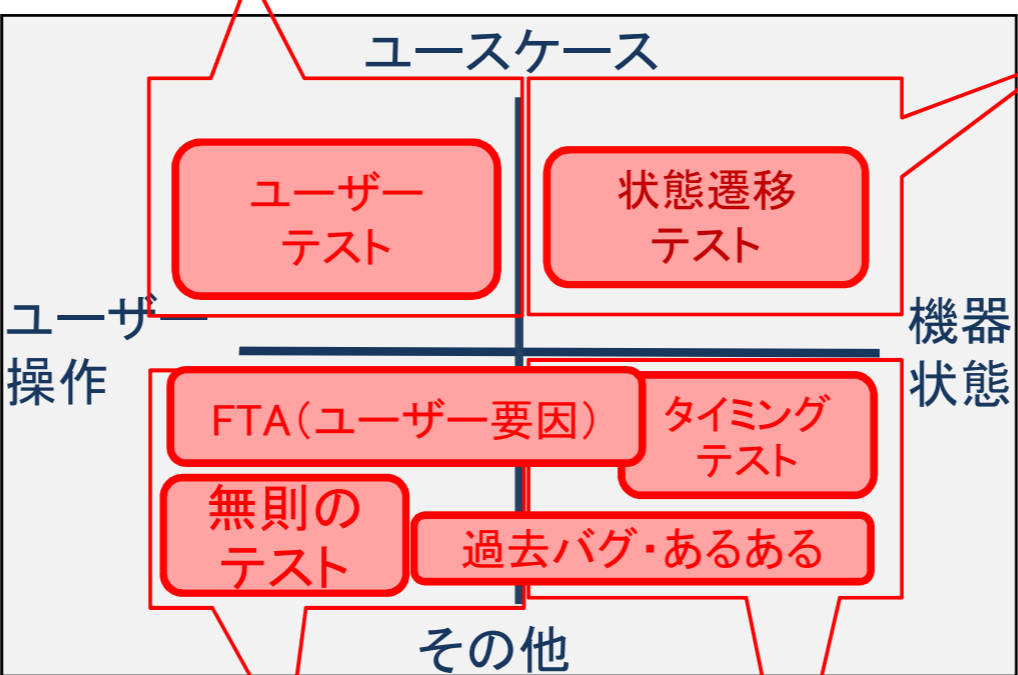 ユースケース
ユーザー
テスト
状態遷移
テスト
ユーザー
操作
機器
状態
FTA(ユーザー要因)
タイミング
テスト
無則の
テスト
過去バグ・あるある
その他